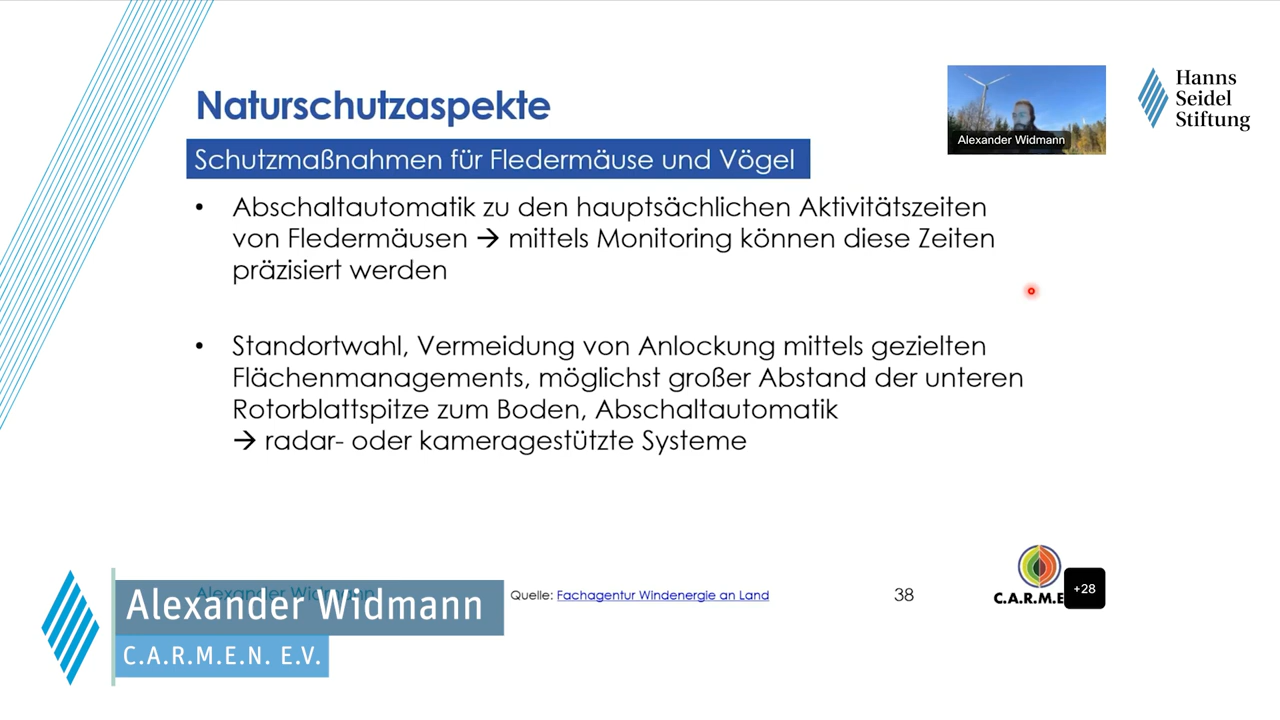 Naturschutzaspekte
Schutzmaßnahmen für Fledermäuse und Vögel
Alexander Widmann
Hanns
Seidel
Stiftung
• Abschaltautomatik zu den hauptsächlichen Aktivitätszeiten
von Fledermäusen → mittels Monitoring können diese Zeiten
präzisiert werden
• Standortwahl, Vermeidung von Anlockung mittels gezielten
Flächenmanagements, möglichst großer Abstand der unteren
Rotorblattspitze zum Boden, Abschaltautomatik
→ radar- oder kameragestützte Systeme
Alexander Widmann
Alexander Widmann
C.A.R.M.E.N. E.V.
Quelle: Fachagentur Windenergie an Land
38
C.A.R.M.E
+28